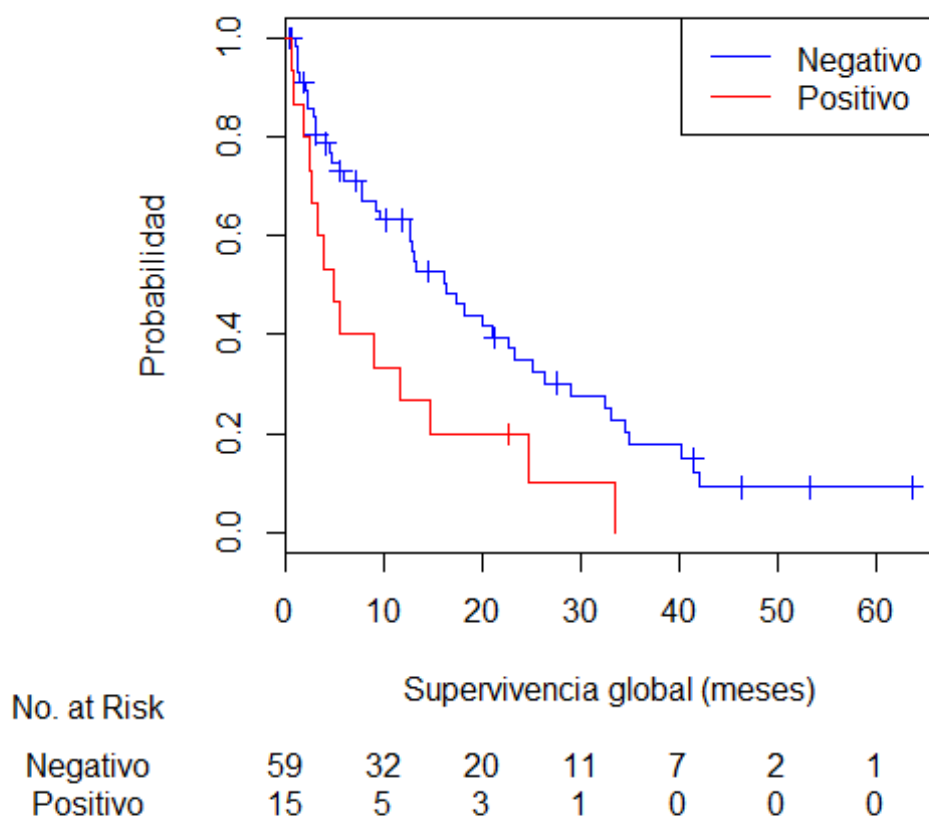 Negativo
Positivo
Probabilidad
1.0
0.8
0.6
0.4
0.2
0.0
0 10 20 30 40 50 60
Supervivencia global (meses)
No. at Risk
Negativo 59 32 20 11 7 2 1
Positivo 15 5 3 1 0 0 0